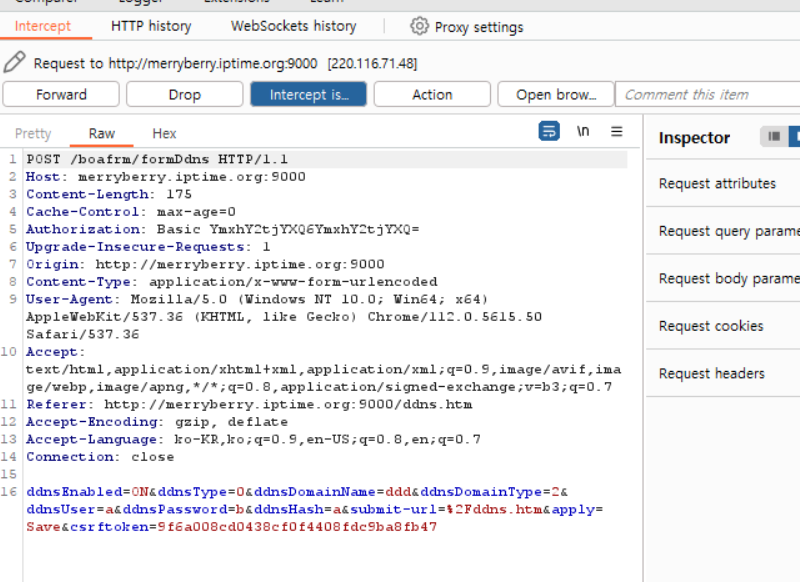 Comparer Logger Extensions Learn
Intercept HTTP history WebSockets history Proxy settings
Request to http://merryberry.iptime.org:9000 [220.116.71.48]
Forward Drop Intercept is... Action Open brow... Comment this item
Pretty Raw Hex \n
Inspector
1 POST /boafrm/formDdns HTTP/1.1
2 Host: merryberry.iptime.org:9000
3 Content-Length: 175
4 Cache-Control: max-age=0
5 Authorization: Basic YmxhY2tjYXQ6YmxhY2tjYXQ=
6 Upgrade-Insecure-Requests: 1
7 Origin: http://merryberry.iptime.org:9000
8 Content-Type: application/x-www-form-urlencoded
9 User-Agent: Mozilla/5.0 (Windows NT 10.0; Win64; x64)
AppleWebKit/537.36 (KHTML, like Gecko) Chrome/112.0.5615.50
Safari/537.36
10 Accept:
text/html,application/xhtml+xml,application/xml;q=0.9,image/avif,ima
ge/webp,image/apng,*/*;q=0.8,application/signed-exchange;v=b3;q=0.7
11 Referer: http://merryberry.iptime.org:9000/ddns.htm
12 Accept-Encoding: gzip, deflate
13 Accept-Language: ko-KR,ko;q=0.9,en-US;q=0.8,en;q=0.7
14 Connection: close
15
16 ddnsEnabled=ON&ddnsType=0&ddnsDomainName=ddd&ddnsDomainType=2&
ddnsUser=a&ddnsPassword=b&ddnsHash=a&submit-url=%2Fddns.htm&apply=
Save&csrftoken=9f6a008cd0438cf0f4408fdc9ba8fb47
Request attributes
Request query parame
Request body parame
Request cookies
Request headers